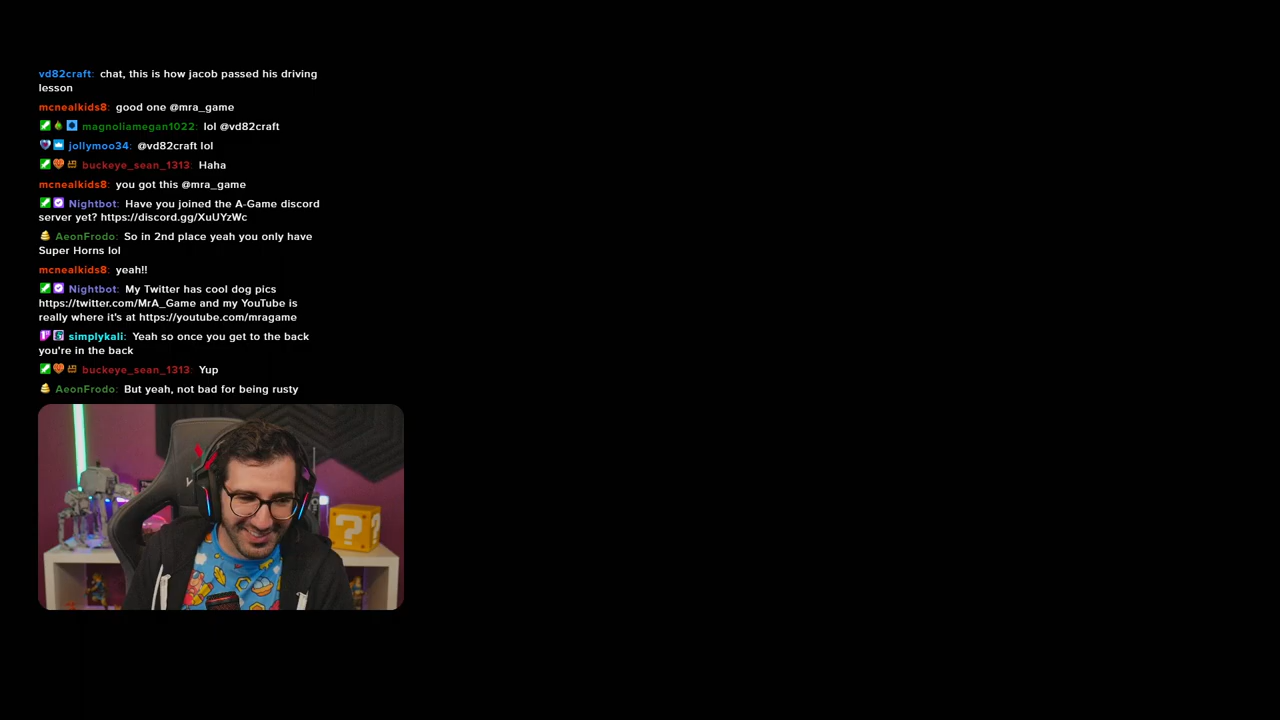 vd82craft: chat, this is how jacob passed his driving
lesson
mcnealkids8: good one @mra_game
magnoliamegan1022: lol @vd82craft
jollymoo34: @vd82craft lol
buckeye_sean_1313: Haha
mcnealkids8: you got this @mra_game
Nightbot: Have you joined the A-Game discord
server yet? https://discord.gg/XuUYzWc
AeonFrodo: So in 2nd place yeah you only have
Super Horns lol
mcnealkids8: yeah!!
Nightbot: My Twitter has cool dog pics
https://twitter.com/MrA_Game and my YouTube is
really where it's at https://youtube.com/mragame
simplykali: Yeah so once you get to the back
you're in the back
buckeye_sean_1313: Yup
AeonFrodo: But yeah, not bad for being rusty
?